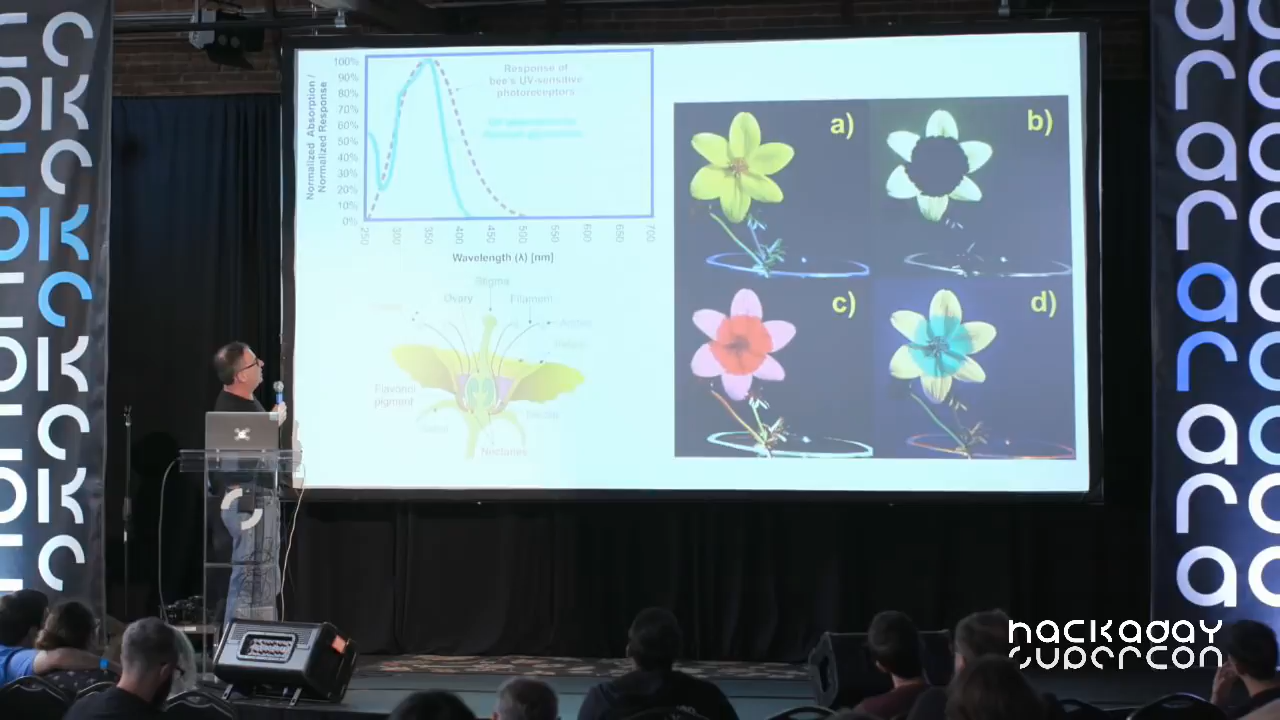 Normalized Absorption /
Normalized Response
100%
90%
80%
70%
60%
50%
40%
30%
20%
10%
0%
250
300
350
400
450
500
550
600
650
700
Wavelength (λ) [nm]
Response of
bee's UV-sensitive
photoreceptors
Stigma
Ovary
Filament
Flavonol
pigment
Nectaries
a)
b)
c)
d)
hackaday
supercon